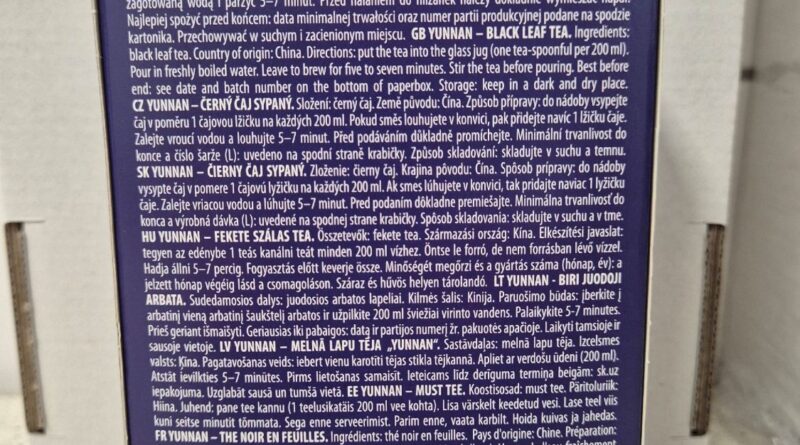 zagotowaną wodą i parzyć 5–7 minut. Przed nalaniem do filiżanek należy dokładnie wymieszać napar.
Najlepiej spożyć przed końcem: data minimalnej trwałości oraz numer partii produkcyjnej podane na spodzie
kartonika. Przechowywać w suchym i zacienionym miejscu. GB YUNNAN – BLACK LEAF TEA. Ingredients:
black leaf tea. Country of origin: China. Directions: put the tea into the glass jug (one tea-spoonful per 200 ml).
Pour in freshly boiled water. Leave to brew for five to seven minutes. Stir the tea before pouring. Best before
end: see date and batch number on the bottom of paperbox. Storage: keep in a dark and dry place.
CZ YUNNAN – ČERNÝ ČAJ SYPANÝ. Složení: černý čaj. Země původu: Čína. Způsob přípravy: do nádoby vsypejte
čaj v poměru 1 čajovou lžičku na každých 200 ml. Pokud směs louhujete v konvici, pak přidejte navíc 1 lžičku čaje.
Zalejte vroucí vodou a louhujte 5–7 minut. Před podáváním důkladně promíchejte. Minimální trvanlivost do
konce a číslo šarže (L): uvedeno na spodní straně krabičky. Způsob skladování: skladujte v suchu a temnu.
SK YUNNAN – ČIERNY ČAJ SYPANÝ. Zloženie: čierny čaj. Krajina pôvodu: Čína. Spôsob prípravy: do nádoby
vysypte čaj v pomere 1 čajovú lyžičku na každých 200 ml. Ak smes lúhujete v konvici, tak pridajte naviac 1 lyžičku
čaje. Zalejte vriacou vodou a lúhujte 5–7 minút. Pred podaním dôkladne premiešajte. Minimálna trvanlivosť do
konca a výrobná dávka (L): uvedené na spodnej strane krabičky. Spôsob skladovania: skladujte v suchu a v tme.
HU YUNNAN – FEKETE SZÁLAS TEA. Összetevők: fekete tea. Származási ország: Kína. Elkészítési javaslat:
tegyen az edénybe 1 teás kanálni teát minden 200 ml vízhez. Öntse le forró, de nem forrásban lévő vízzel.
Hadja állni 5–7 percig. Fogyasztás előtt keverje össze. Minőségét megőrzi és a gyártás száma (hónap, év): a
jelzett hónap végéig lásd a csomagoláson. Száraz és hűvös helyen tárolandó. LT YUNNAN - BIRI JUODOJI
ARBATA. Sudedamosios dalys: juodosios arbatos lapeliai. Kilmės šalis: Kinija. Paruošimo būdas: įberkite į
arbatinį vieną arbatinį šaukštelį arbatos ir užpilkite 200 ml šviežiai virinto vandens. Palaikykite 5-7 minutes.
Prieš geriant išmaišyti. Geriausias iki pabaigos: datą ir partijos numerį žr. pakuotės apačioje. Laikyti tamsioje ir
sausoje vietoje. LV YUNNAN – MELNĀ LAPU TĒJA „YUNNAN". Sastāvdaļas: melnā lapu tēja. Izcelsmes
valsts: Ķīna. Pagatavošanas veids: iebert vienu karotīti tējas stikla tējkannā. Apliet ar verdošu ūdeni (200 ml).
Atstāt ievilkties 5–7 minūtes. Pirms lietošanas samaisīt. Ieteicams līdz derīguma termiņa beigām: sk.uz
iepakojuma. Uzglabāt sausā un tumšā vietā. EE YUNNAN – MUST TEE. Koostisosad: must tee. Päritoluriik:
Hiina. Juhend: pane tee kannu (1 teelusikatäis 200 ml vee kohta). Lisa värskelt keedetud vesi. Lase teel viis
kuni seitse minutit tõmmata. Sega enne serveerimist. Parim enne, vaata karbilt. Hoida kuivas ja jahedas.
FR YUNNAN – THE NOIR EN FEUILLES. Ingrédients: thé noir en feuilles. Pays d'origine: Chine.